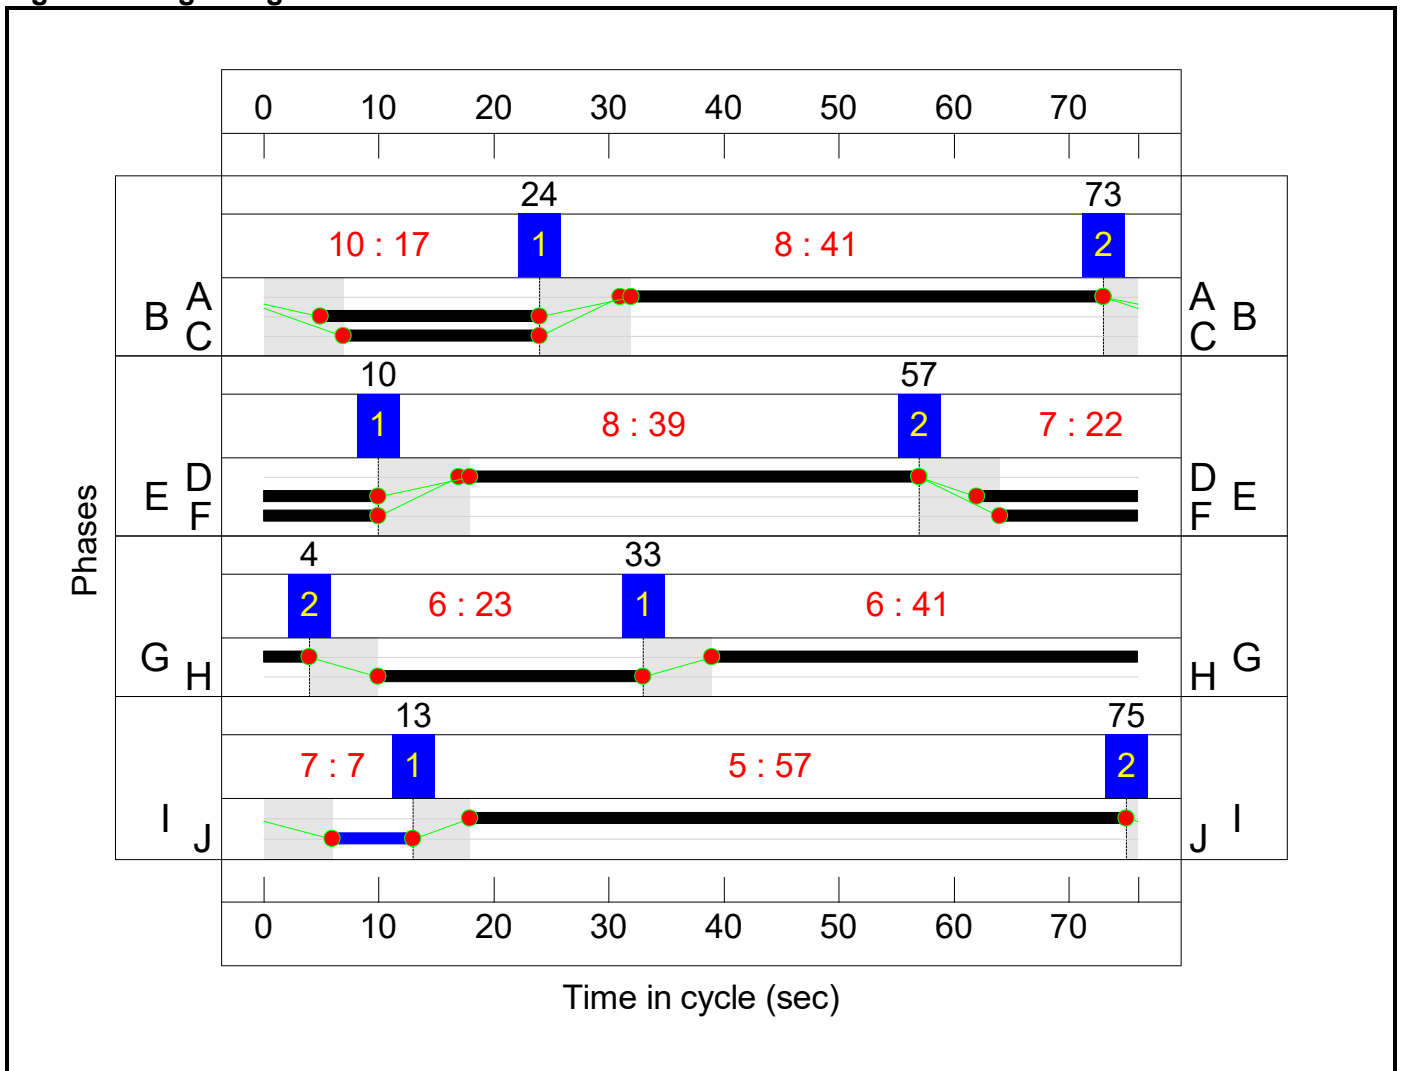 0 10 20 30 40 50 60 70
24 73
10 : 17 1 8 : 41 2
A A
B B
C C
10 57
1 8 : 39 2 7 : 22
D D
E E
F F
Phases
4 33
2 6 : 23 1 6 : 41
G G
H H
13 75
7 : 7 1 5 : 57 2
I I
J J
0 10 20 30 40 50 60 70
Time in cycle (sec)